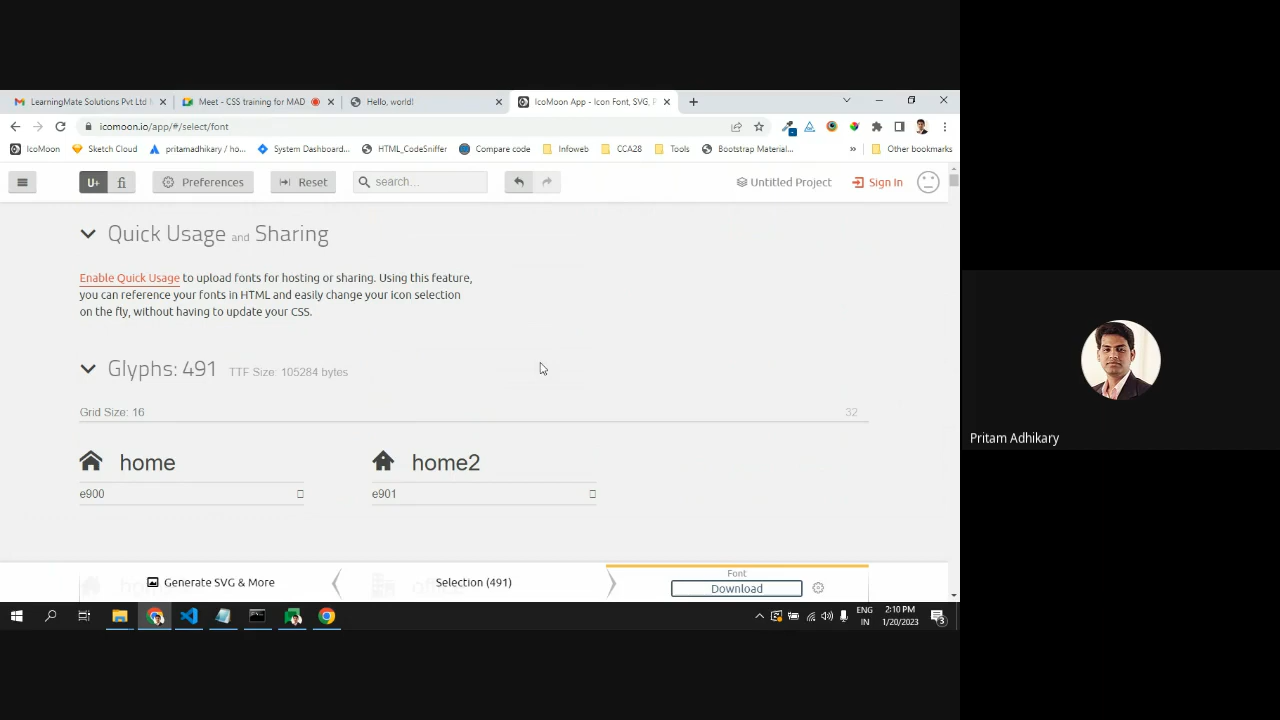 LearningMate Solutions Pvt Ltd
Meet - CSS training for MAD
Hello, world!
IcoMoon App - Icon Font, SVG,
icomoon.io/app/#/select/font
IcoMoon
Sketch Cloud
pritamadhikary / ho...
System Dashboard...
HTML_CodeSniffer
Compare code
Infoweb
CCA28
Tools
Bootstrap Material...
»
Other bookmarks
U+
fi
Preferences
Reset
search...
Untitled Project
Sign In
Quick Usage and Sharing
Enable Quick Usage to upload fonts for hosting or sharing. Using this feature,
you can reference your fonts in HTML and easily change your icon selection
on the fly, without having to update your CSS.
Glyphs: 491 TTF Size: 105284 bytes
Grid Size: 16
32
home
home2
e900
e901
Generate SVG & More
Selection (491)
Font
Download
ENG
IN
2:10 PM
1/20/2023
3
Pritam Adhikary